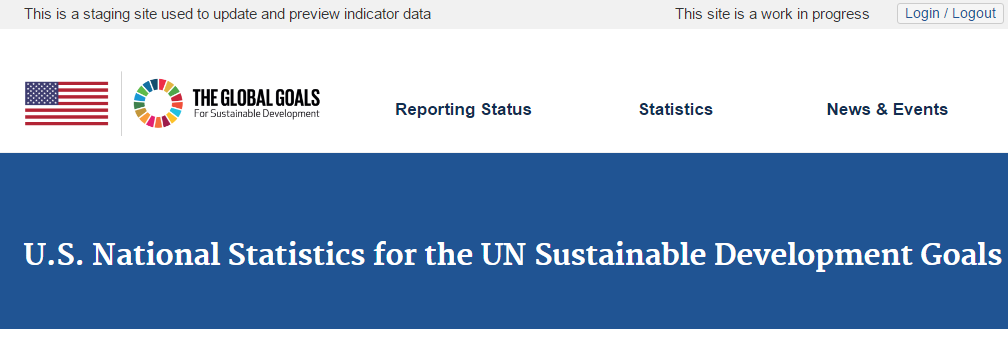 This is a staging site used to update and preview indicator data
This site is a work in progress
Login / Logout
THE GLOBAL GOALS
For Sustainable Development
Reporting Status
Statistics
News & Events
U.S. National Statistics for the UN Sustainable Development Goals